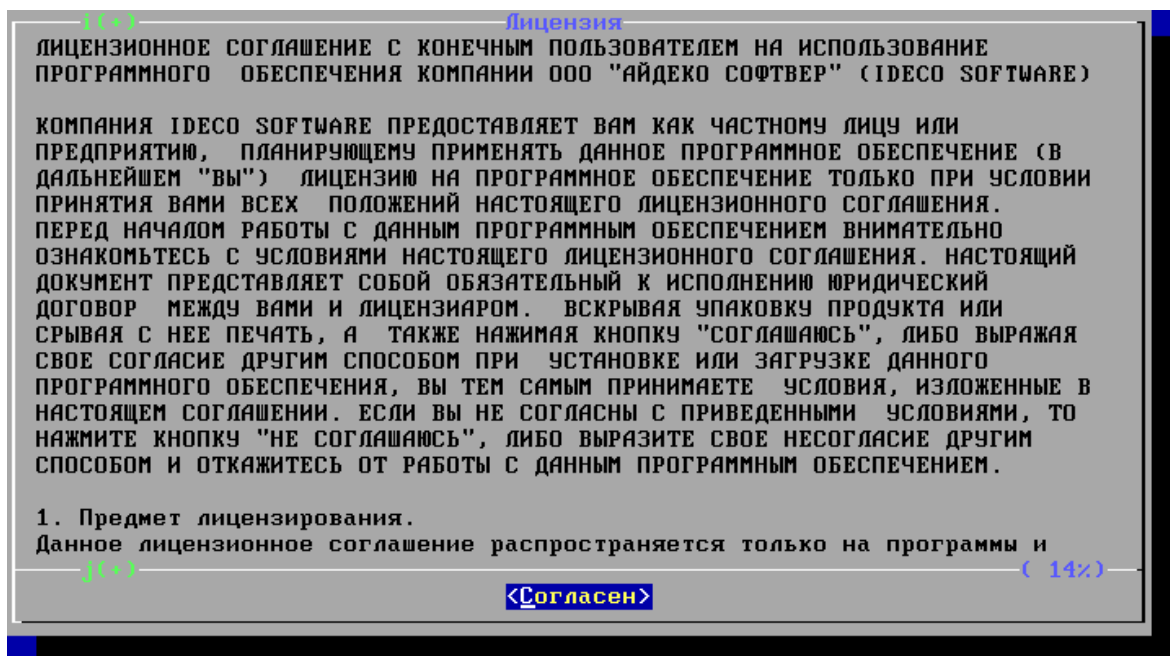 i(+)
Лицензия
ЛИЦЕНЗИОННОЕ СОГЛАШЕНИЕ С КОНЕЧНЫМ ПОЛЬЗОВАТЕЛЕМ НА ИСПОЛЬЗОВАНИЕ
ПРОГРАММНОГО  ОБЕСПЕЧЕНИЯ КОМПАНИИ ООО "АЙДЕКО СОФТВЕР" (IDECO SOFTWARE)
КОМПАНИЯ IDECO SOFTWARE ПРЕДОСТАВЛЯЕТ ВАМ КАК ЧАСТНОМУ ЛИЦУ ИЛИ
ПРЕДПРИЯТИЮ,  ПЛАНИРУЮЩЕМУ ПРИМЕНЯТЬ ДАННОЕ ПРОГРАММНОЕ ОБЕСПЕЧЕНИЕ (В
ДАЛЬНЕЙШЕМ "ВЫ")  ЛИЦЕНЗИЮ НА ПРОГРАММНОЕ ОБЕСПЕЧЕНИЕ ТОЛЬКО ПРИ УСЛОВИИ
ПРИНЯТИЯ ВАМИ ВСЕХ  ПОЛОЖЕНИЙ НАСТОЯЩЕГО ЛИЦЕНЗИОННОГО СОГЛАШЕНИЯ.
ПЕРЕД НАЧАЛОМ РАБОТЫ С ДАННЫМ ПРОГРАММНЫМ ОБЕСПЕЧЕНИЕМ ВНИМАТЕЛЬНО
ОЗНАКОМЬТЕСЬ С УСЛОВИЯМИ НАСТОЯЩЕГО ЛИЦЕНЗИОННОГО СОГЛАШЕНИЯ. НАСТОЯЩИЙ
ДОКУМЕНТ ПРЕДСТАВЛЯЕТ СОБОЙ ОБЯЗАТЕЛЬНЫЙ К ИСПОЛНЕНИЮ ЮРИДИЧЕСКИЙ
ДОГОВОР  МЕЖДУ ВАМИ И ЛИЦЕНЗИАРОМ.  ВСКРЫВАЯ УПАКОВКУ ПРОДУКТА ИЛИ
СРЫВАЯ С НЕЕ ПЕЧАТЬ, А  ТАКЖЕ НАЖИМАЯ КНОПКУ "СОГЛАШАЮСЬ", ЛИБО ВЫРАЖАЯ
СВОЕ СОГЛАСИЕ ДРУГИМ СПОСОБОМ ПРИ  УСТАНОВКЕ ИЛИ ЗАГРУЗКЕ ДАННОГО
ПРОГРАММНОГО ОБЕСПЕЧЕНИЯ, ВЫ ТЕМ САМЫМ ПРИНИМАЕТЕ  УСЛОВИЯ, ИЗЛОЖЕННЫЕ В
НАСТОЯЩЕМ СОГЛАШЕНИИ. ЕСЛИ ВЫ НЕ СОГЛАСНЫ С ПРИВЕДЕННЫМИ  УСЛОВИЯМИ, ТО
НАЖМИТЕ КНОПКУ "НЕ СОГЛАШАЮСЬ", ЛИБО ВЫРАЗИТЕ СВОЕ НЕСОГЛАСИЕ ДРУГИМ
СПОСОБОМ И ОТКАЖИТЕСЬ ОТ РАБОТЫ С ДАННЫМ ПРОГРАММНЫМ ОБЕСПЕЧЕНИЕМ.
1. Предмет лицензирования.
Данное лицензионное соглашение распространяется только на программы и
j(+)
( 14%)
<Согласен>